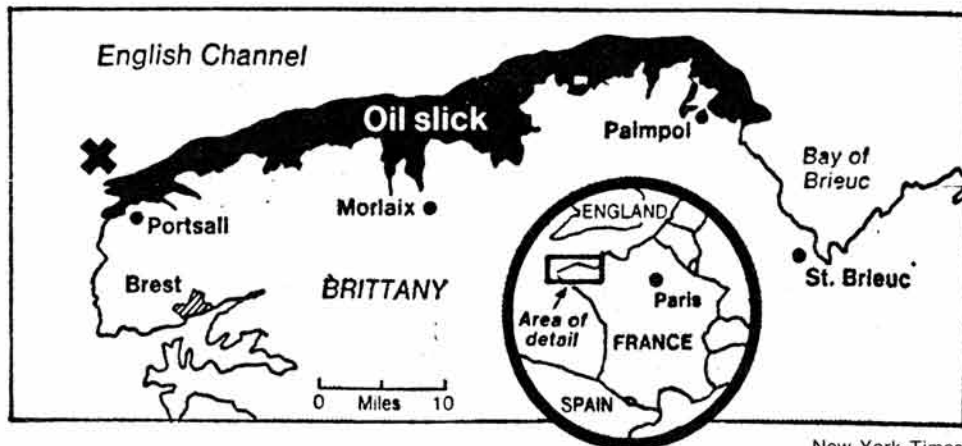 English Channel
Oil slick
Paimpol
Bay of
Brieuc
Portsall
Morlaix
St. Brieuc
Brest
BRITTANY
ENGLAND
Paris
Area of
detail
FRANCE
SPAIN
0 Miles 10
New York Times